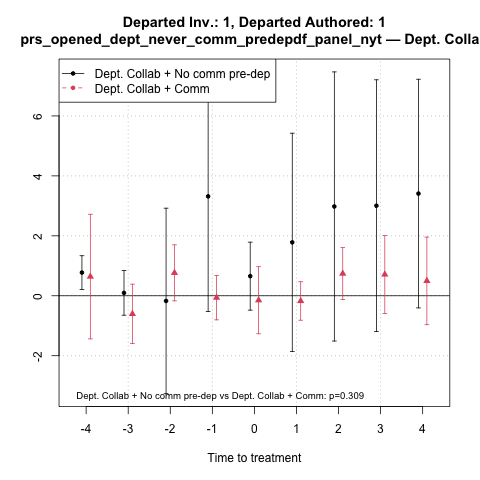 Departed Inv.: 1, Departed Authored: 1
prs_opened_dept_never_comm_predepdf_panel_nyt — Dept. Colla
Dept. Collab + No comm pre-dep
Dept. Collab + Comm
6
4
2
0
-2
Dept. Collab + No comm pre-dep vs Dept. Collab + Comm: p=0.309
-4 -3 -2 -1 0 1 2 3 4
Time to treatment